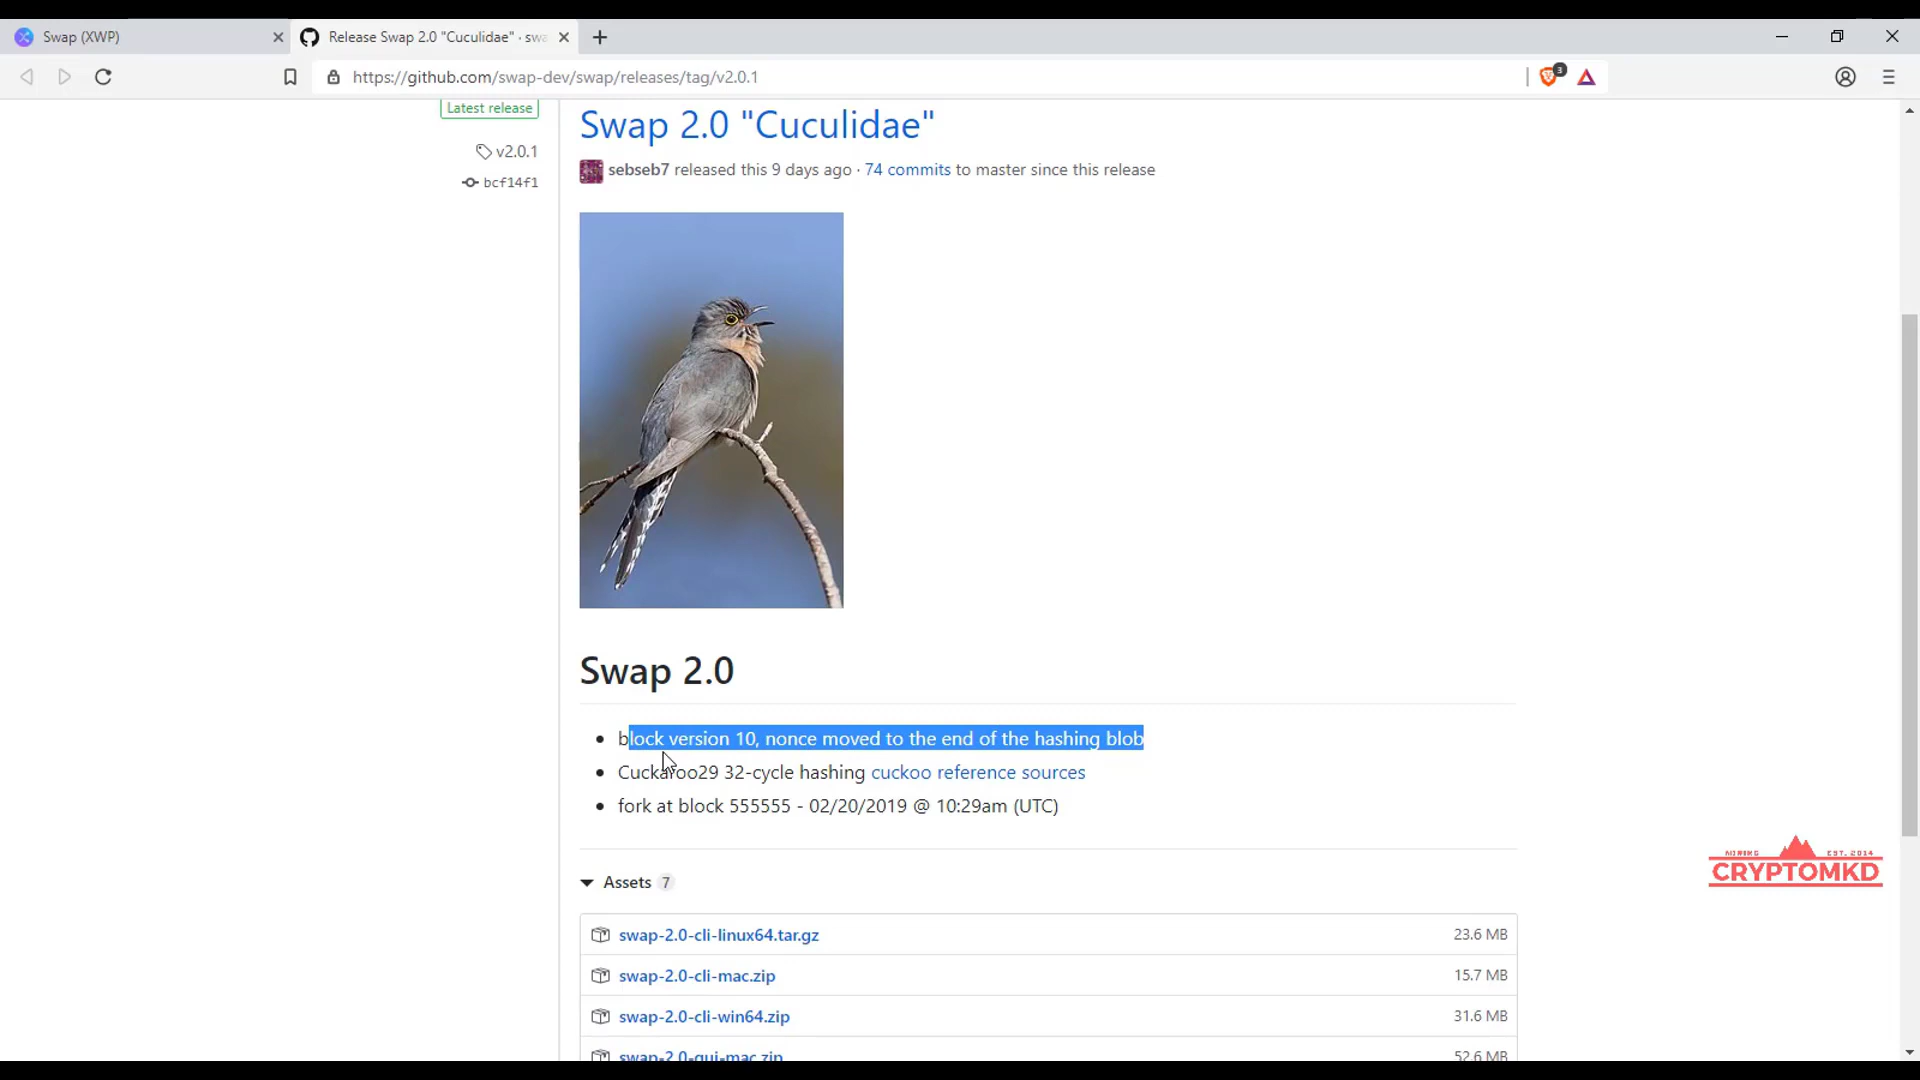 Swap (XWP)
Release Swap 2.0 "Cuculidae" · swa
https://github.com/swap-dev/swap/releases/tag/v2.0.1
3
Latest release
v2.0.1
bcf14f1
Swap 2.0 "Cuculidae"
sebseb7 released this 9 days ago · 74 commits to master since this release
Swap 2.0
block version 10, nonce moved to the end of the hashing blob
Cuckaroo29 32-cycle hashing cuckoo reference sources
fork at block 555555 - 02/20/2019 @ 10:29am (UTC)
Assets 7
swap-2.0-cli-linux64.tar.gz 23.6 MB
swap-2.0-cli-mac.zip 15.7 MB
swap-2.0-cli-win64.zip 31.6 MB
swap-2.0-gui-mac.zip 52.6 MB
MINING EST. 2014
CRYPTOMKD